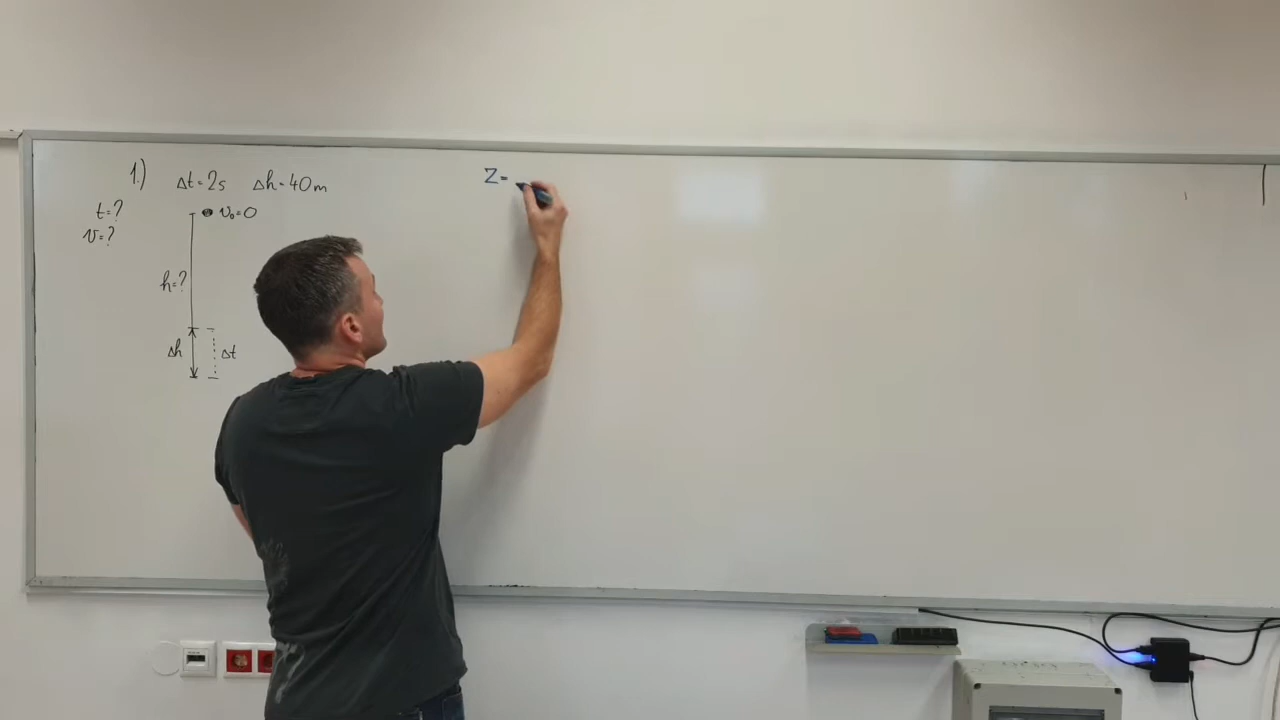 1.) Δt=2s Δh=40m
t=?
v=?
v₀=0
h=?
Δh
Δt
z=